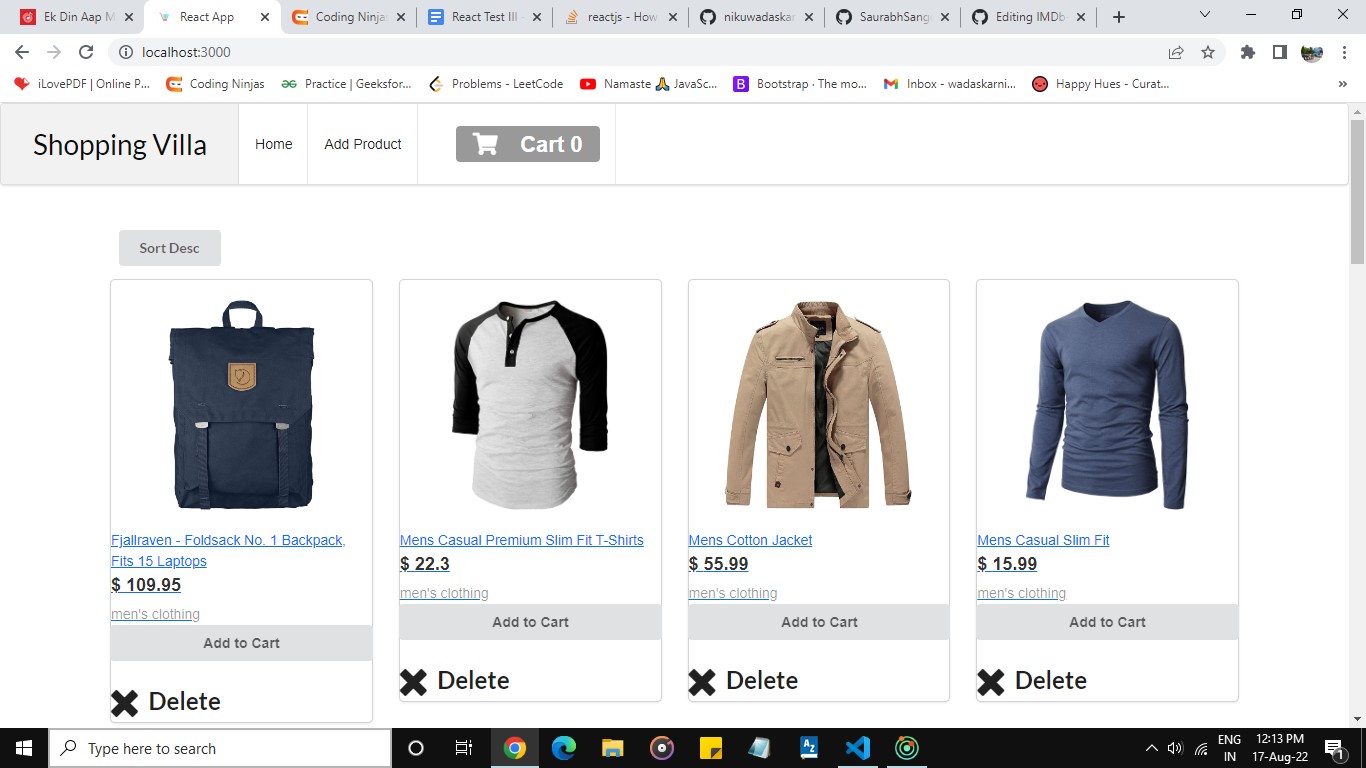 Ek Din Aap M
React App
Coding Ninja
React Test III -
reactjs - How
nikuwadaskar
SaurabhSang
Editing IMDb
localhost:3000
iLovePDF | Online P...
Coding Ninjas
Practice | Geeksfor...
Problems - LeetCode
Namaste 🙏 JavaSc...
Bootstrap · The mo...
Inbox - wadaskarni...
Happy Hues - Curat...
»
Shopping Villa
Home
Add Product
Cart 0
Sort Desc
Fjallraven - Foldsack No. 1 Backpack,
Fits 15 Laptops
$ 109.95
men's clothing
Add to Cart
Delete
Mens Casual Premium Slim Fit T-Shirts
$ 22.3
men's clothing
Add to Cart
Delete
Mens Cotton Jacket
$ 55.99
men's clothing
Add to Cart
Delete
Mens Casual Slim Fit
$ 15.99
men's clothing
Add to Cart
Delete
Type here to search
ENG
IN
12:13 PM
17-Aug-22
1